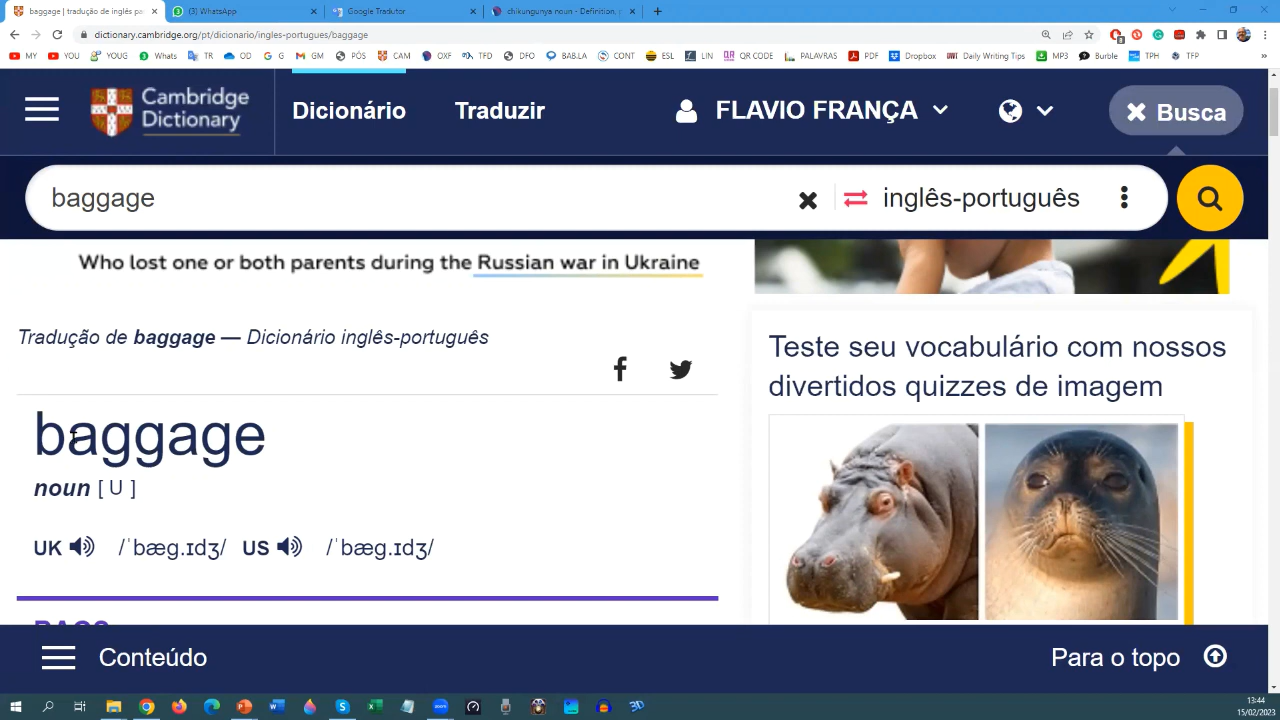 baggage | tradução de inglês pa
(3) WhatsApp
Google Tradutor
chikungunya noun - Definition, p
dictionary.cambridge.org/pt/dicionario/ingles-portugues/baggage
MY
YOU
YOUG
Whats
TR
OD
G
GM
PÓS
CAM
OXF
TFD
DFO
BAB.LA
CONT
ESL
LIN
QR CODE
PALAVRAS
PDF
Dropbox
Daily Writing Tips
MP3
Burble
TPH
TFP
Cambridge
Dictionary
Dicionário
Traduzir
FLAVIO FRANÇA
Busca
baggage
inglês-português
Who lost one or both parents during the Russian war in Ukraine
Tradução de baggage — Dicionário inglês-português
baggage
noun [ U ]
UK /ˈbæɡ.ɪdʒ/ US /ˈbæɡ.ɪdʒ/
BAGS
Teste seu vocabulário com nossos
divertidos quizzes de imagem
Conteúdo
Para o topo
13:44
15/02/2023